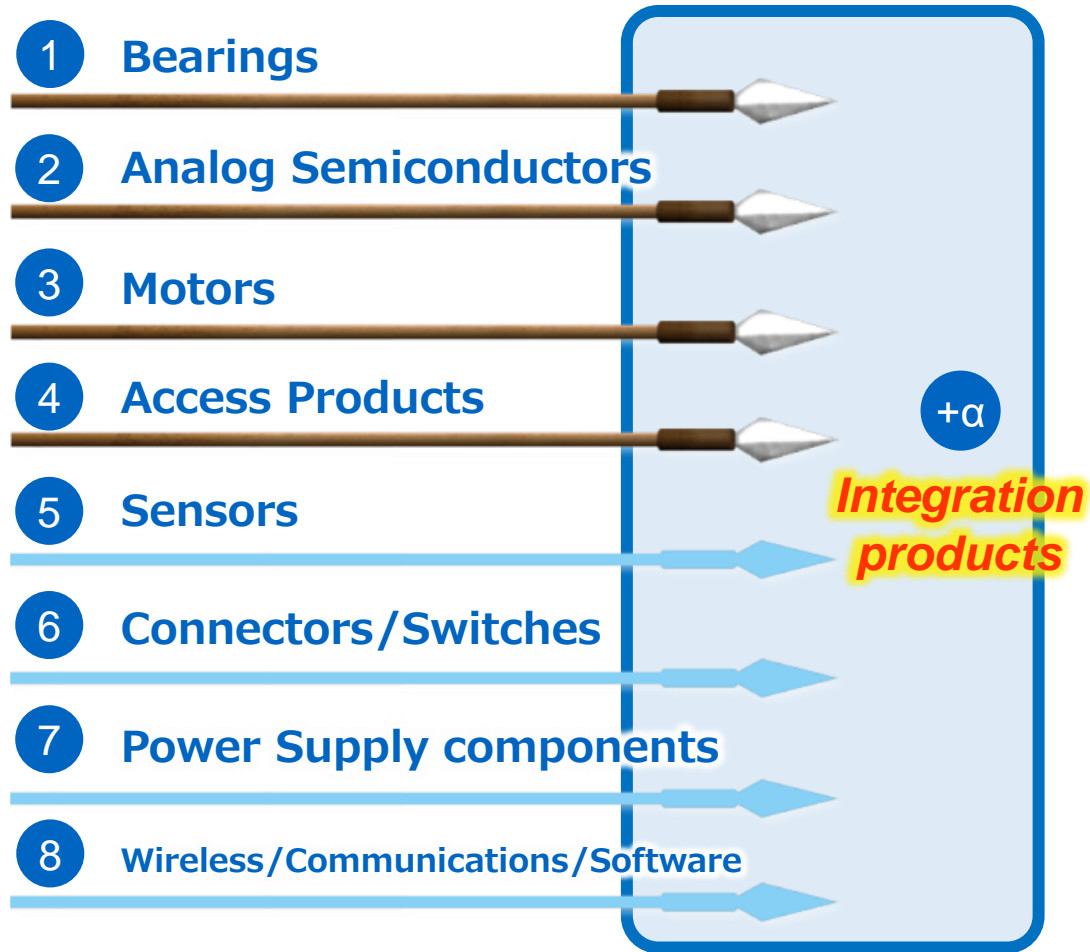 1 Bearings
2 Analog Semiconductors
3 Motors
4 Access Products
+α
5 Sensors
Integration
products
6 Connectors/Switches
7 Power Supply components
8 Wireless/Communications/Software